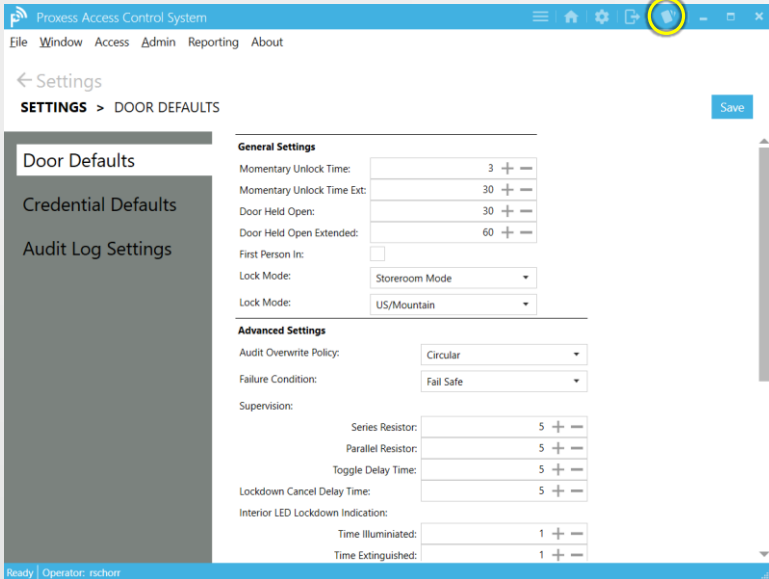 Proxess Access Control System
File Window Access Admin Reporting About
Settings
SETTINGS > DOOR DEFAULTS
Save
Door Defaults
Credential Defaults
Audit Log Settings
General Settings
Momentary Unlock Time: 3
Momentary Unlock Time Ext: 30
Door Held Open: 30
Door Held Open Extended: 60
First Person In:
Lock Mode: Storeroom Mode
Lock Mode: US/Mountain
Advanced Settings
Audit Overwrite Policy: Circular
Failure Condition: Fail Safe
Supervision:
Series Resistor: 5
Parallel Resistor: 5
Toggle Delay Time: 5
Lockdown Cancel Delay Time: 5
Interior LED Lockdown Indication:
Time Illuminiated: 1
Time Extinguished: 1
Ready Operator: rschorr